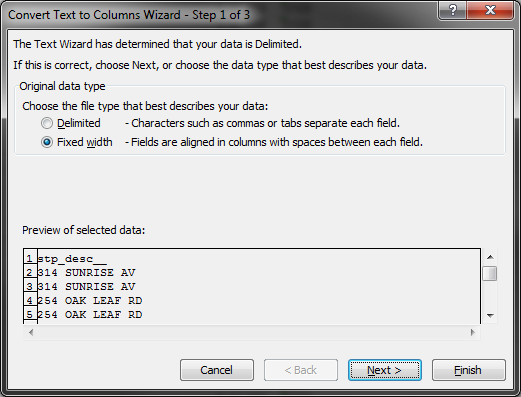 Convert Text to Columns Wizard - Step 1 of 3
The Text Wizard has determined that your data is Delimited.
If this is correct, choose Next, or choose the data type that best describes your data.
Original data type
Choose the file type that best describes your data:
Delimited - Characters such as commas or tabs separate each field.
Fixed width - Fields are aligned in columns with spaces between each field.
Preview of selected data:
1 stp_desc__
2 314 SUNRISE AV
3 314 SUNRISE AV
4 254 OAK LEAF RD
5 254 OAK LEAF RD
Cancel < Back Next > Finish